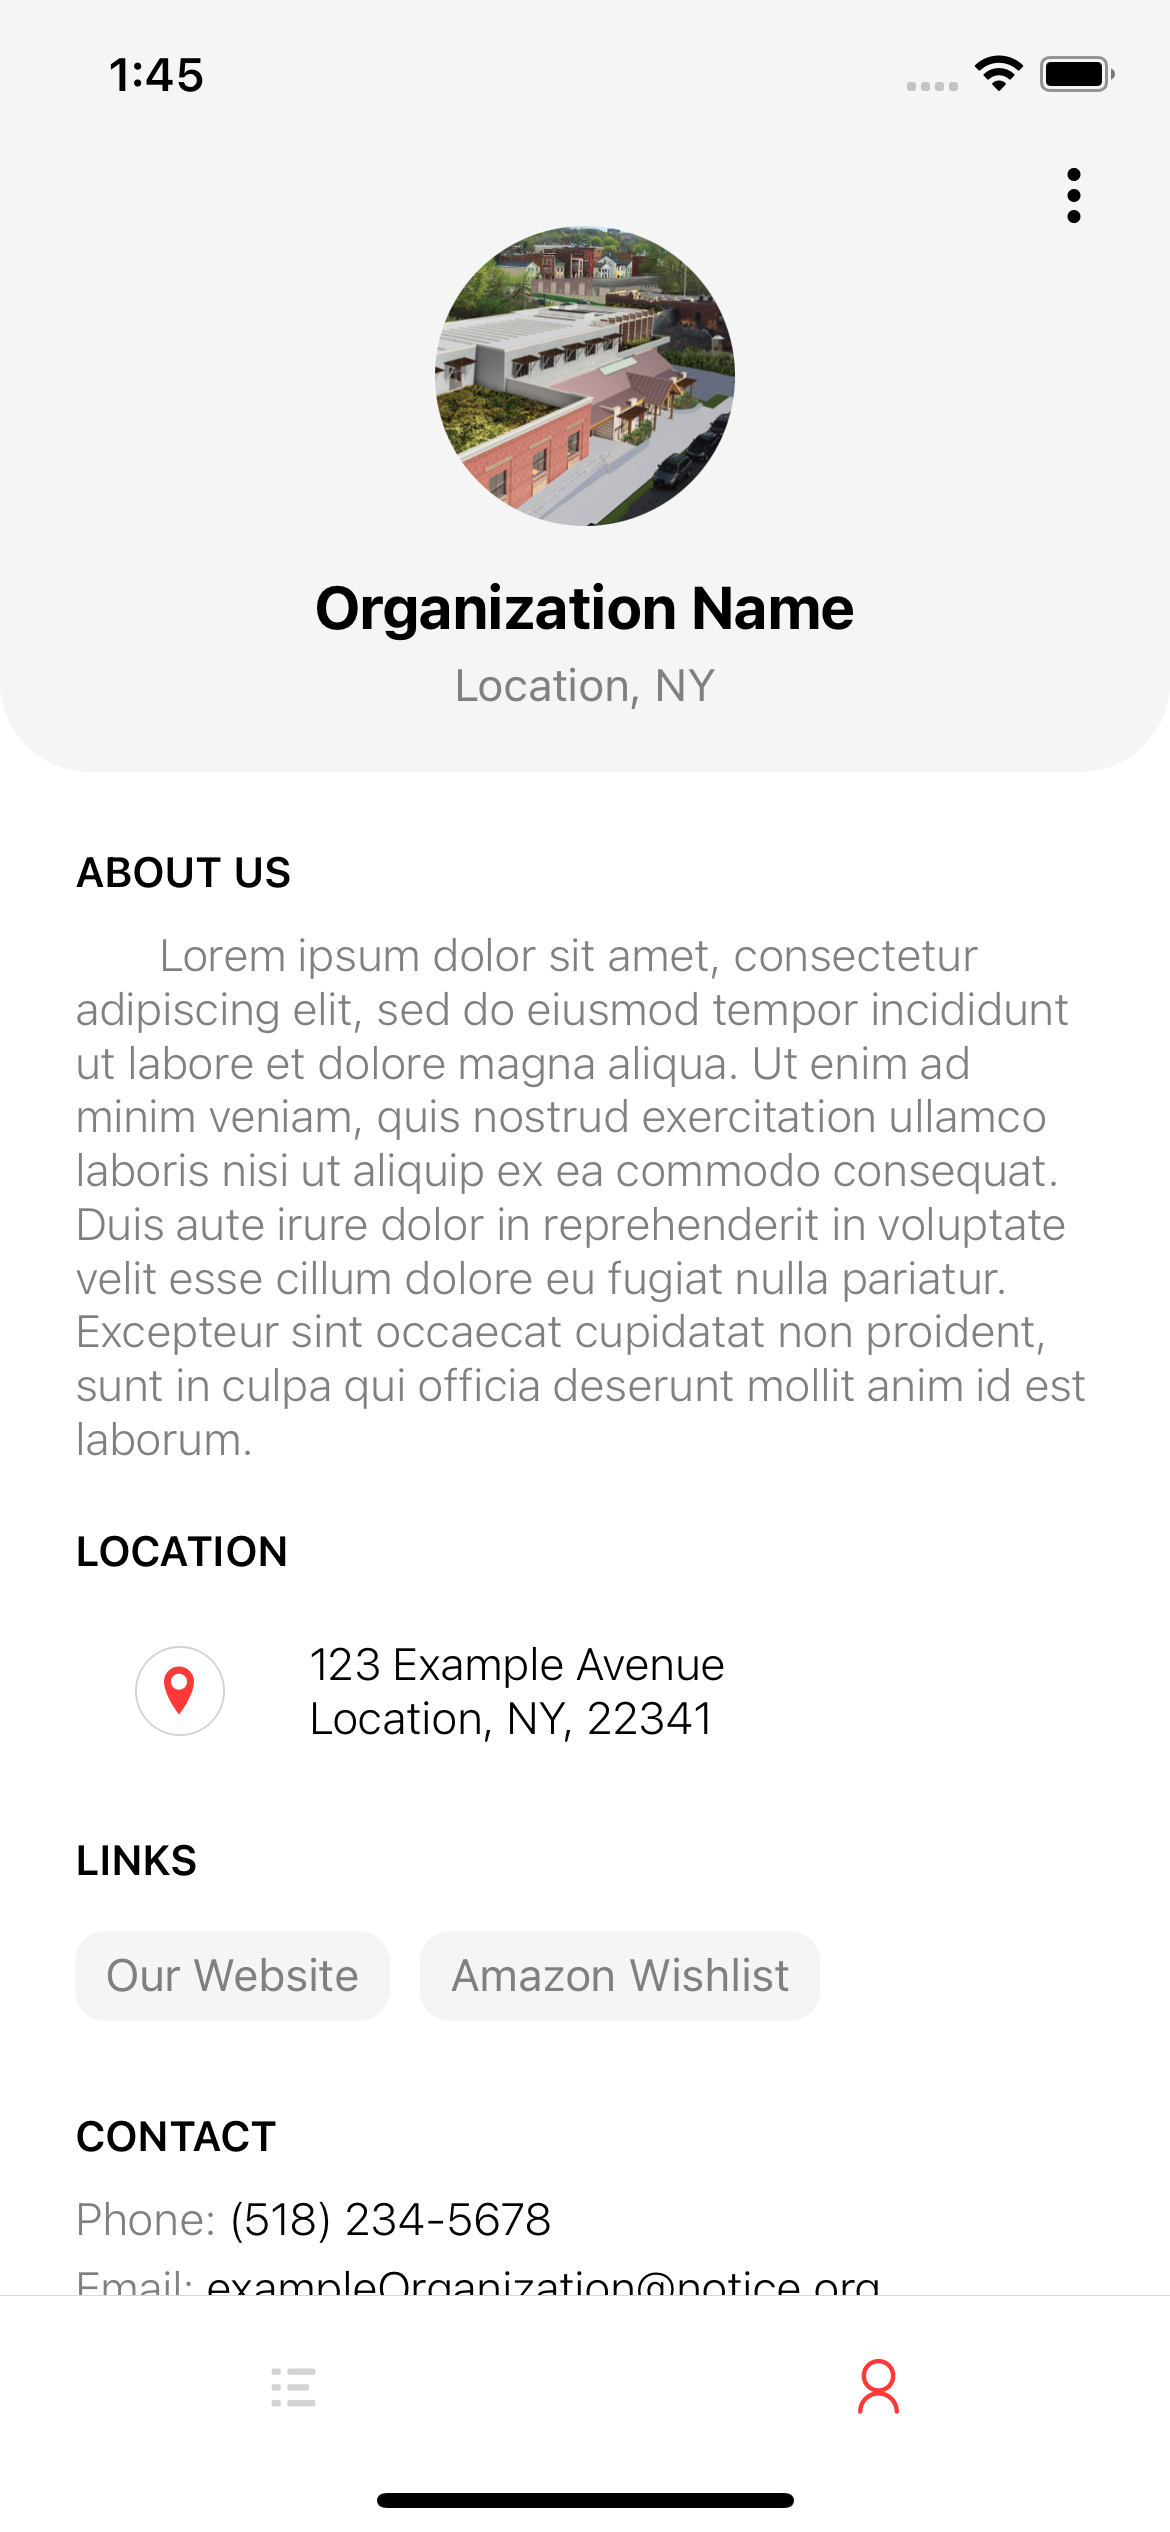 1:45
Organization Name
Location, NY
ABOUT US
Lorem ipsum dolor sit amet, consectetur
adipiscing elit, sed do eiusmod tempor incididunt
ut labore et dolore magna aliqua. Ut enim ad
minim veniam, quis nostrud exercitation ullamco
laboris nisi ut aliquip ex ea commodo consequat.
Duis aute irure dolor in reprehenderit in voluptate
velit esse cillum dolore eu fugiat nulla pariatur.
Excepteur sint occaecat cupidatat non proident,
sunt in culpa qui officia deserunt mollit anim id est
laborum.
LOCATION
123 Example Avenue
Location, NY, 22341
LINKS
Our Website
Amazon Wishlist
CONTACT
Phone: (518) 234-5678
Email: exampleOrganization@notice.org